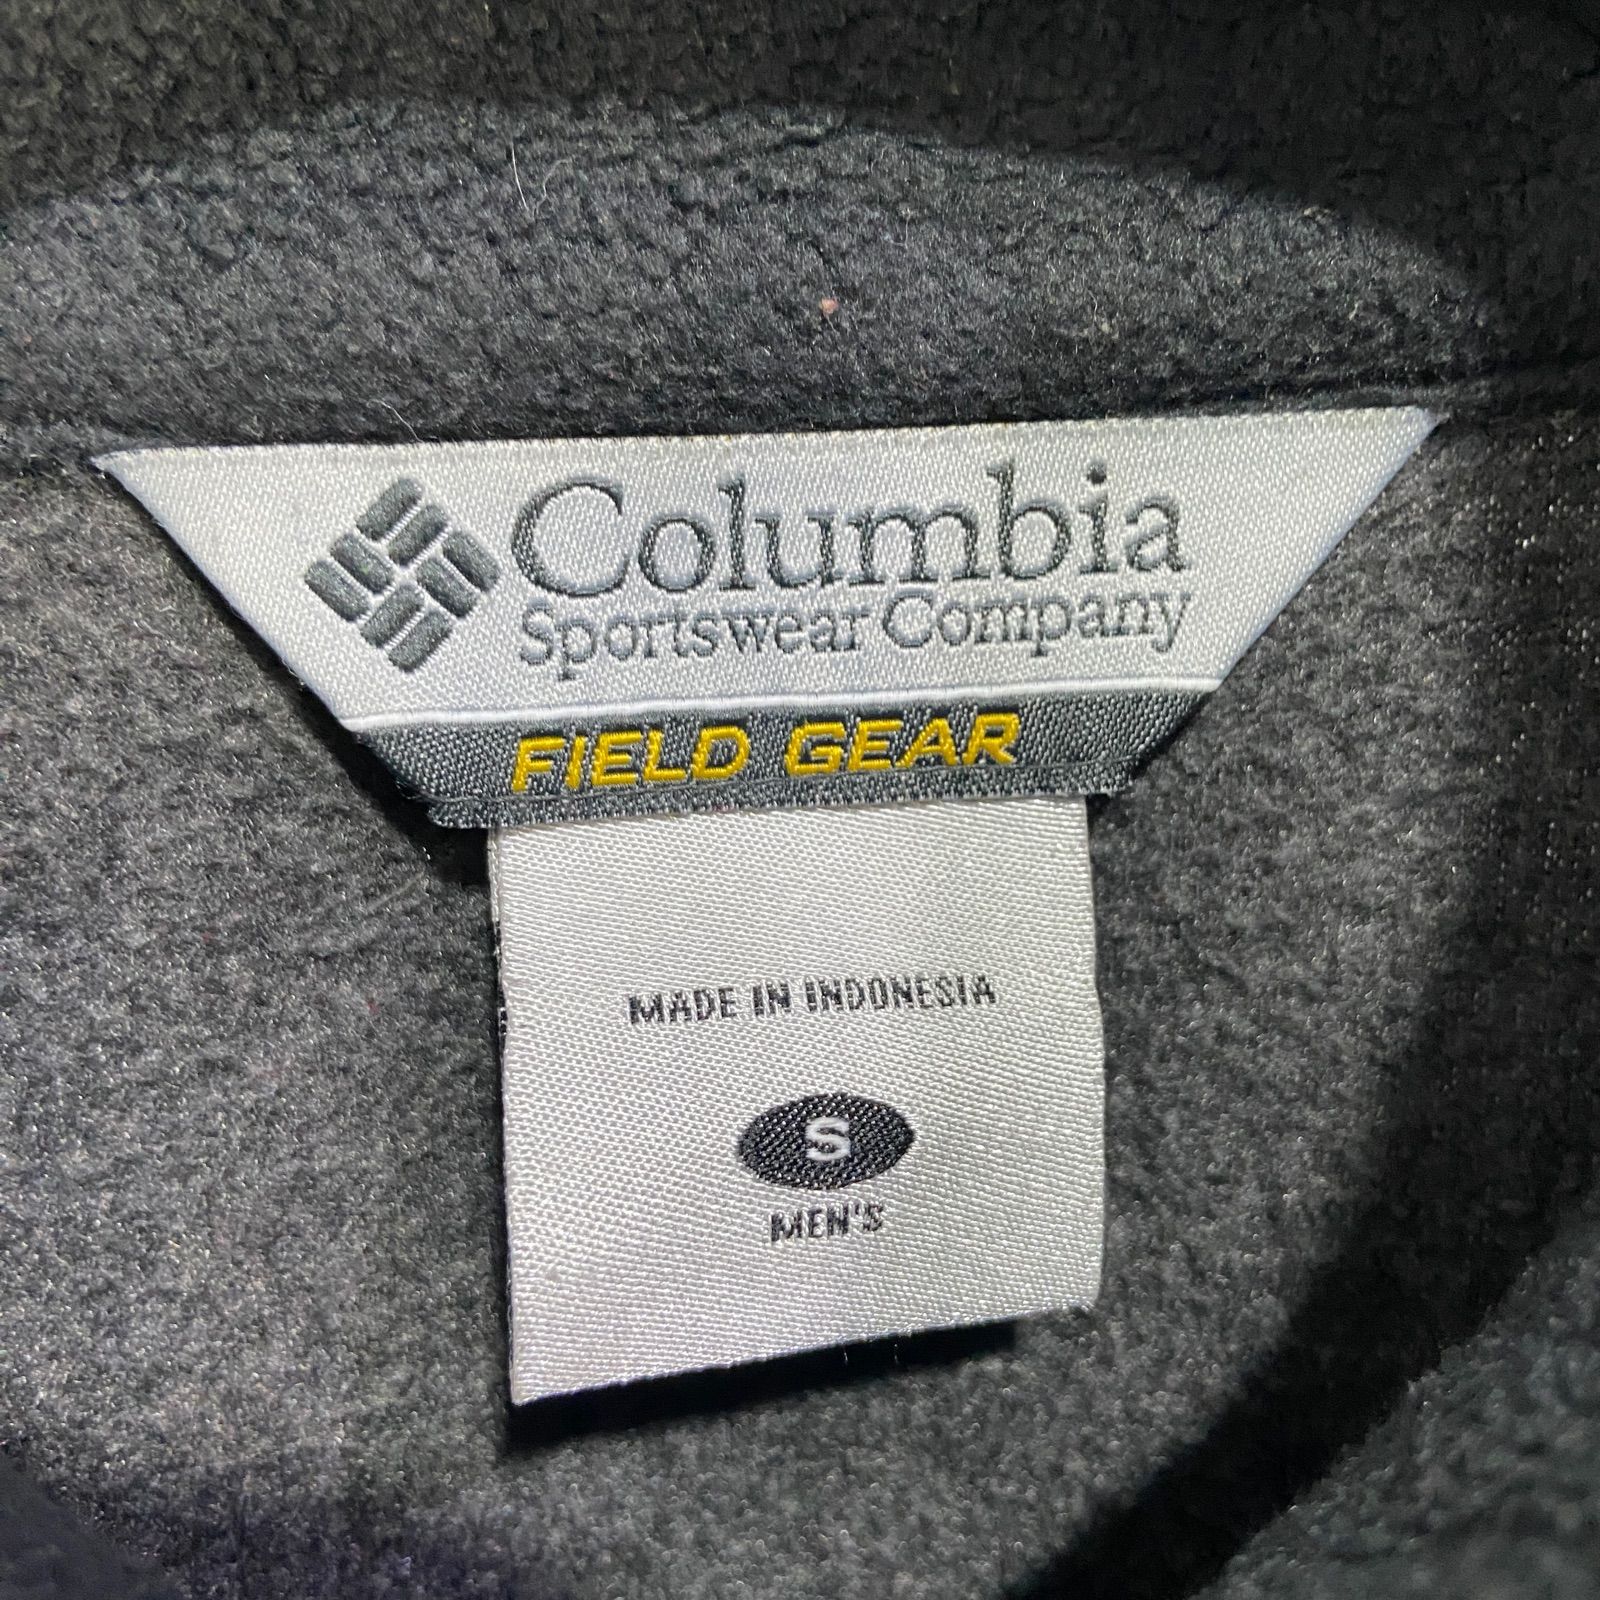 Columbia
Sportswear Company
FIELD GEAR
MADE IN INDONESIA
S
MEN'S